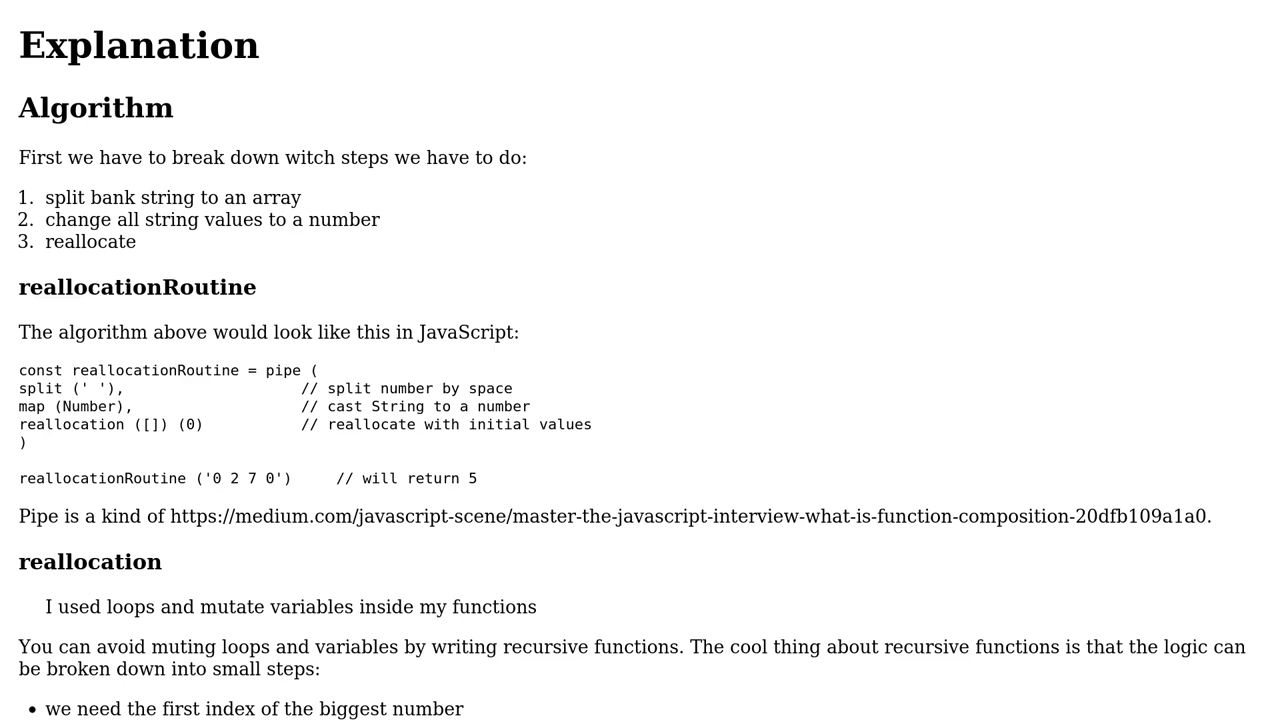 Explanation
Algorithm
First we have to break down witch steps we have to do:
1. split bank string to an array
2. change all string values to a number
3. reallocate
reallocationRoutine
The algorithm above would look like this in JavaScript:
const reallocationRoutine = pipe (
split (' '),                    // split number by space
map (Number),                   // cast String to a number
reallocation ([]) (0)           // reallocate with initial values
)
reallocationRoutine ('0 2 7 0')     // will return 5
Pipe is a kind of https://medium.com/javascript-scene/master-the-javascript-interview-what-is-function-composition-20dfb109a1a0.
reallocation
I used loops and mutate variables inside my functions
You can avoid muting loops and variables by writing recursive functions. The cool thing about recursive functions is that the logic can
be broken down into small steps:
• we need the first index of the biggest number